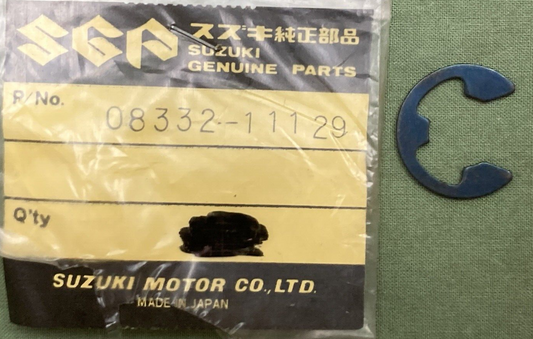 SGP スズキ純正部品
SUZUKI
GENUINE PARTS
P/No.
08332-11129
Q'ty
SUZUKI MOTOR CO.,LTD.
MADE IN JAPAN